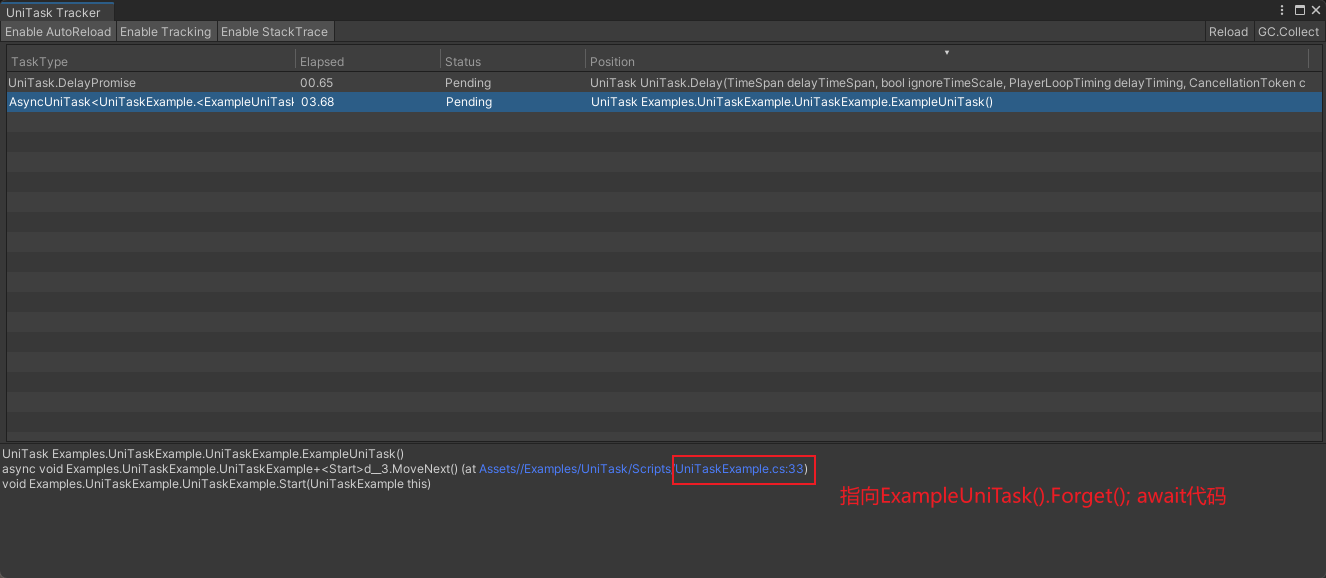 UniTask Tracker
Enable AutoReload Enable Tracking Enable StackTrace Reload GC.Collect
TaskType Elapsed Status Position
UniTask.DelayPromise 00.65 Pending UniTask UniTask.Delay(TimeSpan delayTimeSpan, bool ignoreTimeScale, PlayerLoopTiming delayTiming, CancellationToken c
AsyncUniTask<UniTaskExample.<ExampleUniTask 03.68 Pending UniTask Examples.UniTaskExample.UniTaskExample.ExampleUniTask()
UniTask Examples.UniTaskExample.UniTaskExample.ExampleUniTask()
async void Examples.UniTaskExample.UniTaskExample+<Start>d__3.MoveNext() (at Assets//Examples/UniTask/Scripts/UniTaskExample.cs:33)
void Examples.UniTaskExample.UniTaskExample.Start(UniTaskExample this)
指向ExampleUniTask().Forget(); await代码